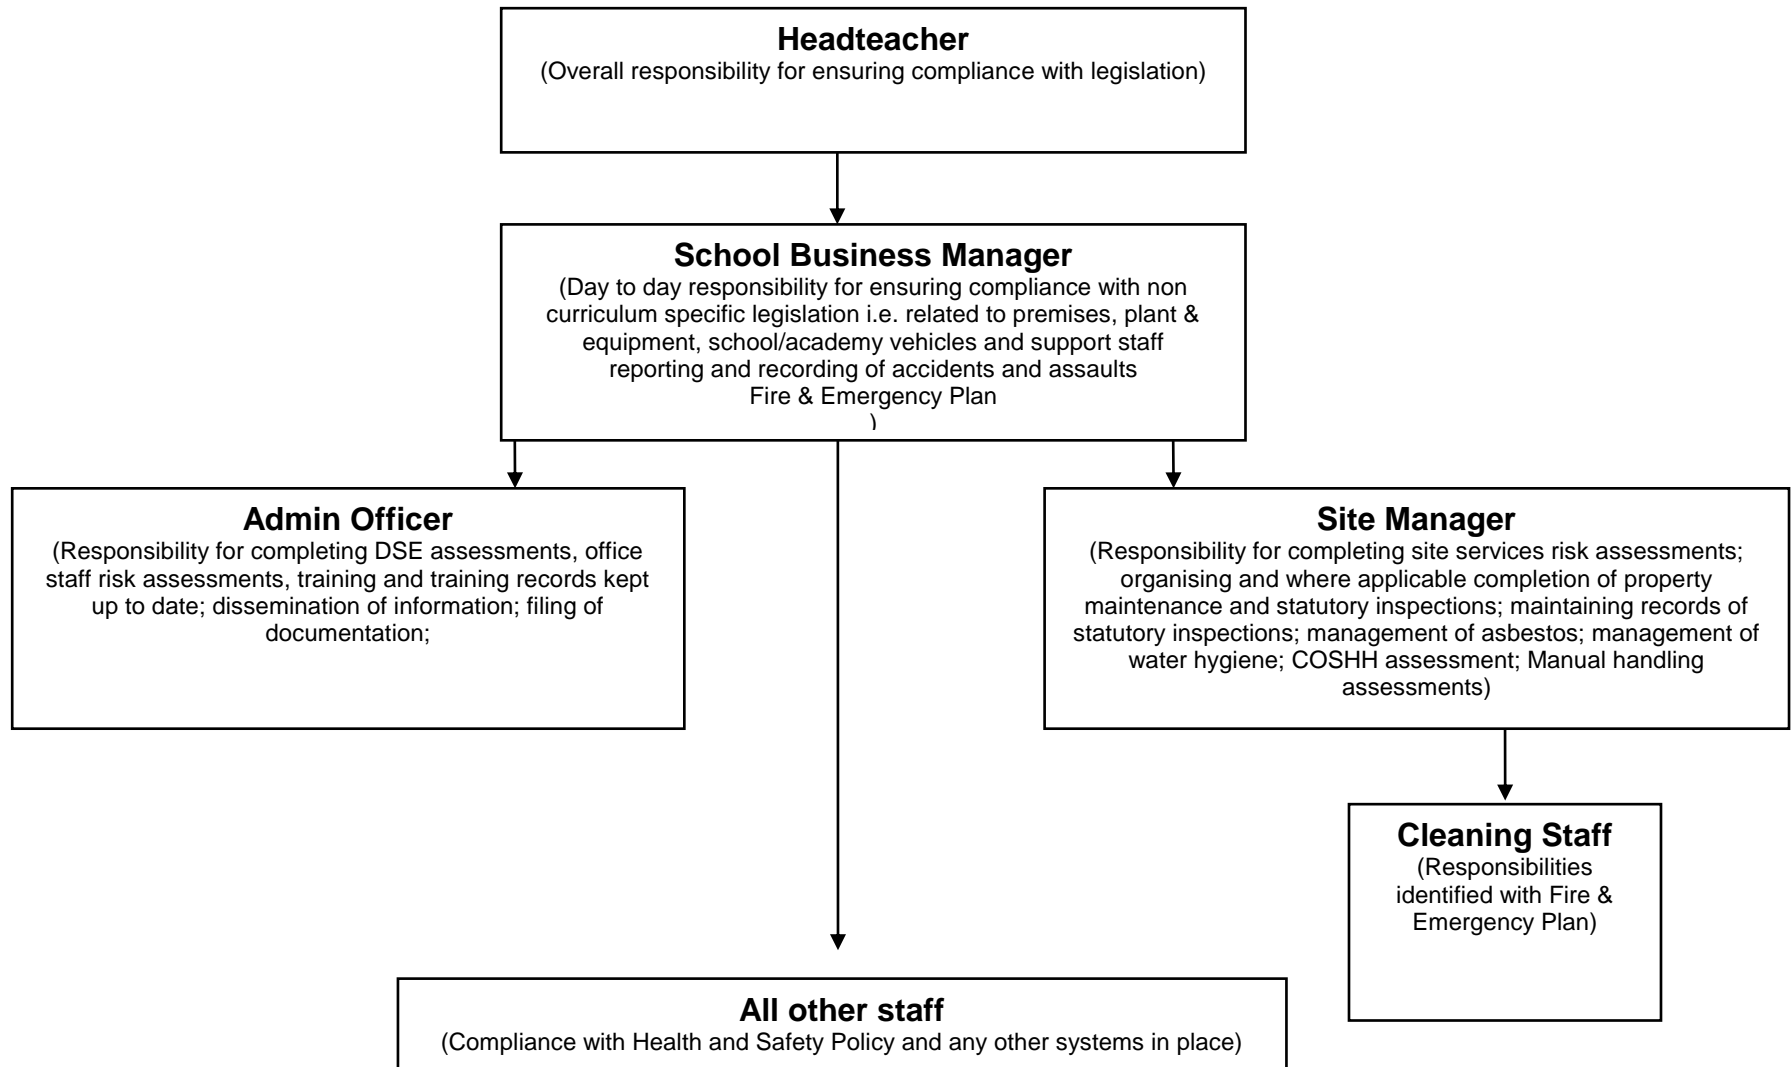 Headteacher
(Overall responsibility for ensuring compliance with legislation)
School Business Manager
(Day to day responsibility for ensuring compliance with non
curriculum specific legislation i.e. related to premises, plant &
equipment, school/academy vehicles and support staff
reporting and recording of accidents and assaults
Fire & Emergency Plan
)
Admin Officer
(Responsibility for completing DSE assessments, office
staff risk assessments, training and training records kept
up to date; dissemination of information; filing of
documentation;
Site Manager
(Responsibility for completing site services risk assessments;
organising and where applicable completion of property
maintenance and statutory inspections; maintaining records of
statutory inspections; management of asbestos; management of
water hygiene; COSHH assessment; Manual handling
assessments)
Cleaning Staff
(Responsibilities
identified with Fire &
Emergency Plan)
All other staff
(Compliance with Health and Safety Policy and any other systems in place)